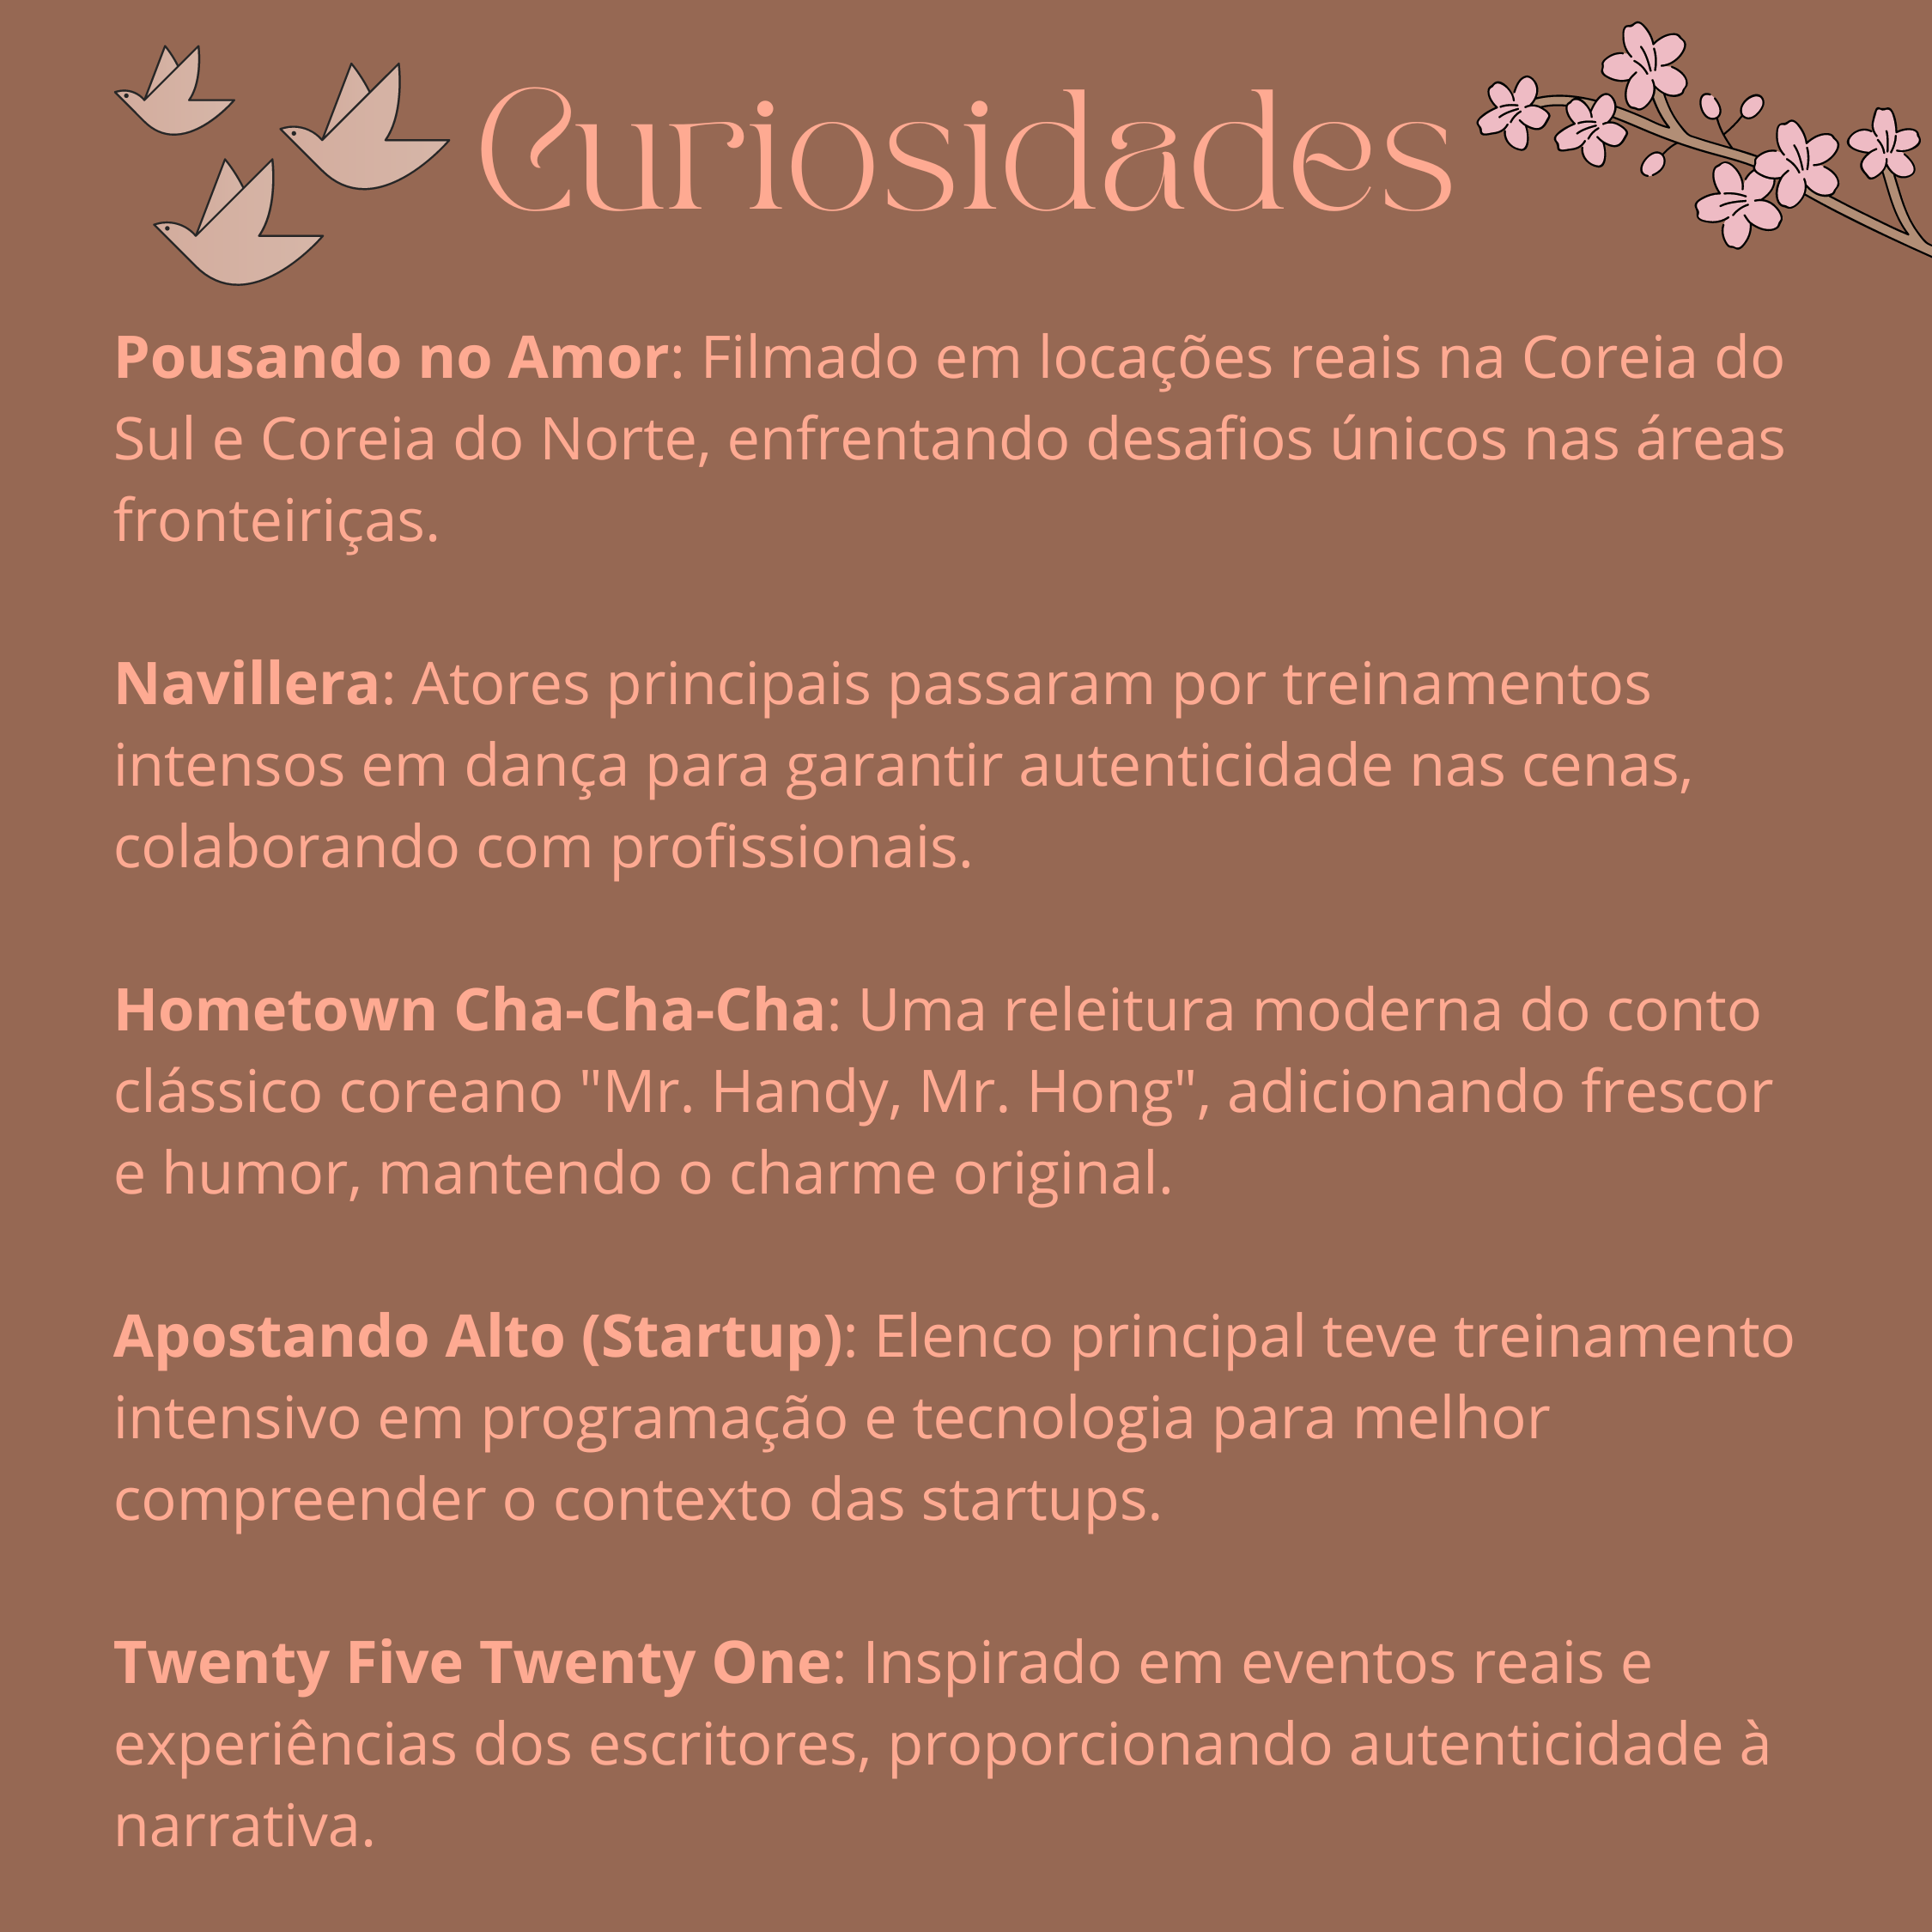 Curiosidades
Pousando no Amor: Filmado em locações reais na Coreia do
Sul e Coreia do Norte, enfrentando desafios únicos nas áreas
fronteiriças.
Navillera: Atores principais passaram por treinamentos
intensos em dança para garantir autenticidade nas cenas,
colaborando com profissionais.
Hometown Cha-Cha-Cha: Uma releitura moderna do conto
clássico coreano "Mr. Handy, Mr. Hong", adicionando frescor
e humor, mantendo o charme original.
Apostando Alto (Startup): Elenco principal teve treinamento
intensivo em programação e tecnologia para melhor
compreender o contexto das startups.
Twenty Five Twenty One: Inspirado em eventos reais e
experiências dos escritores, proporcionando autenticidade à
narrativa.